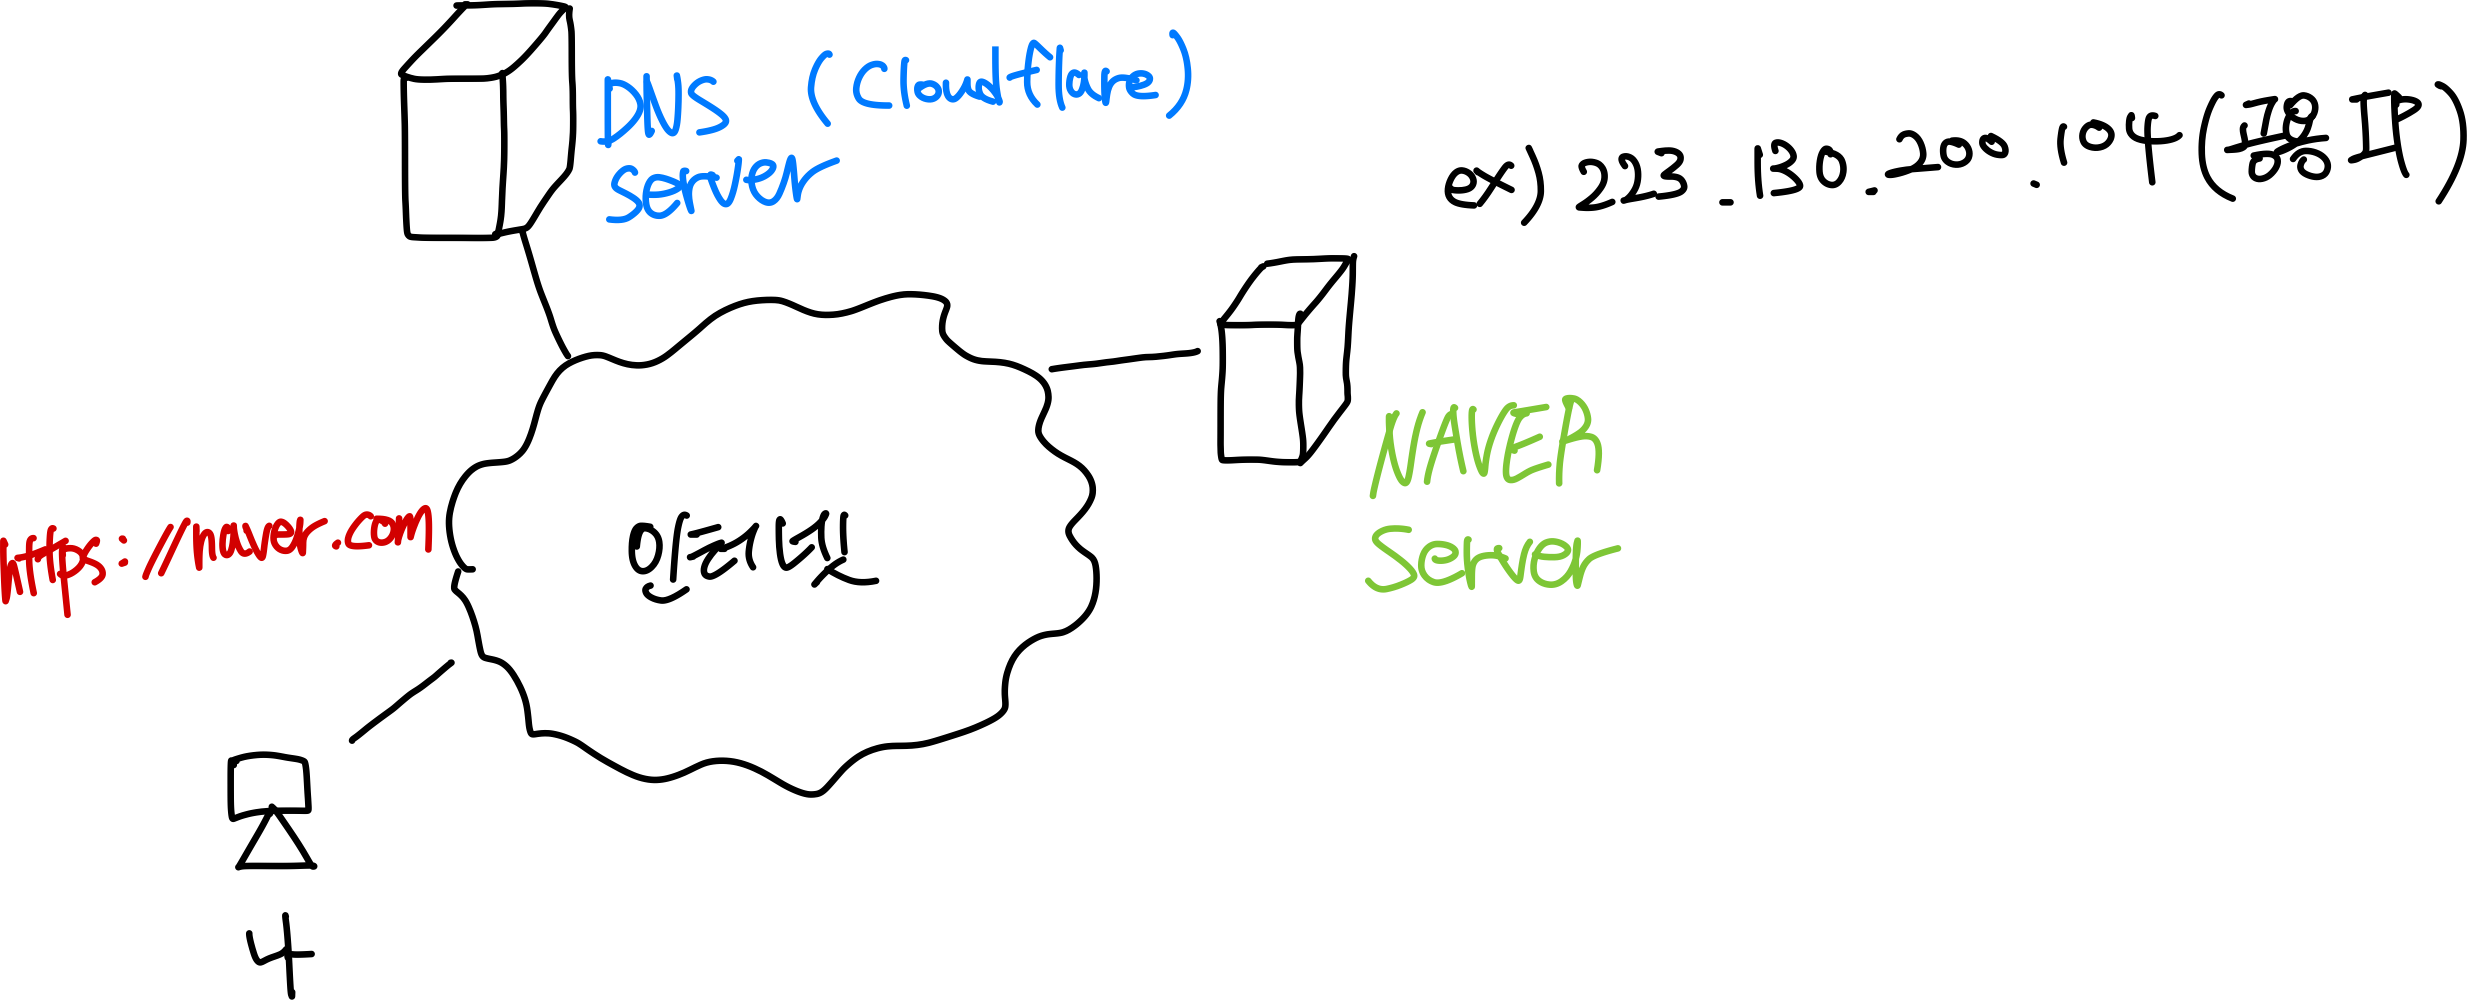 DNS (Cloudflare)
server
ex) 223.130.200.104 (공용 IP)
NAVER
Server
https://naver.com
인터넷
나